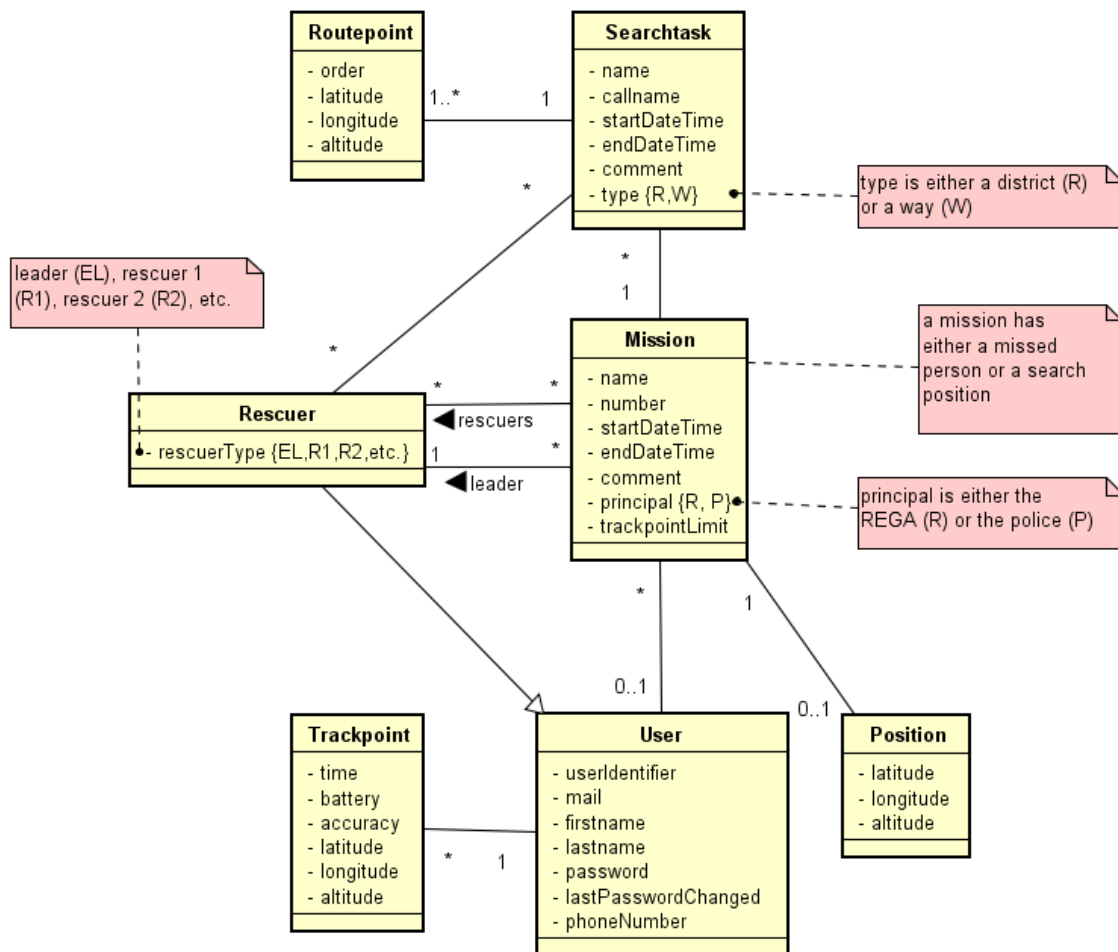 Routepoint
- order
- latitude
- longitude
- altitude
1..*
1
Searchtask
- name
- callname
- startDateTime
- endDateTime
- comment
- type {R,W}
type is either a district (R)
or a way (W)
*
*
1
leader (EL), rescuer 1
(R1), rescuer 2 (R2), etc.
*
Rescuer
- rescuerType {EL,R1,R2,etc.}
*
*
rescuers
1
*
leader
Mission
- name
- number
- startDateTime
- endDateTime
- comment
- principal {R, P}
- trackpointLimit
a mission has
either a missed
person or a search
position
principal is either the
REGA (R) or the police (P)
*
0..1
1
0..1
Trackpoint
- time
- battery
- accuracy
- latitude
- longitude
- altitude
*
1
User
- userIdentifier
- mail
- firstname
- lastname
- password
- lastPasswordChanged
- phoneNumber
Position
- latitude
- longitude
- altitude